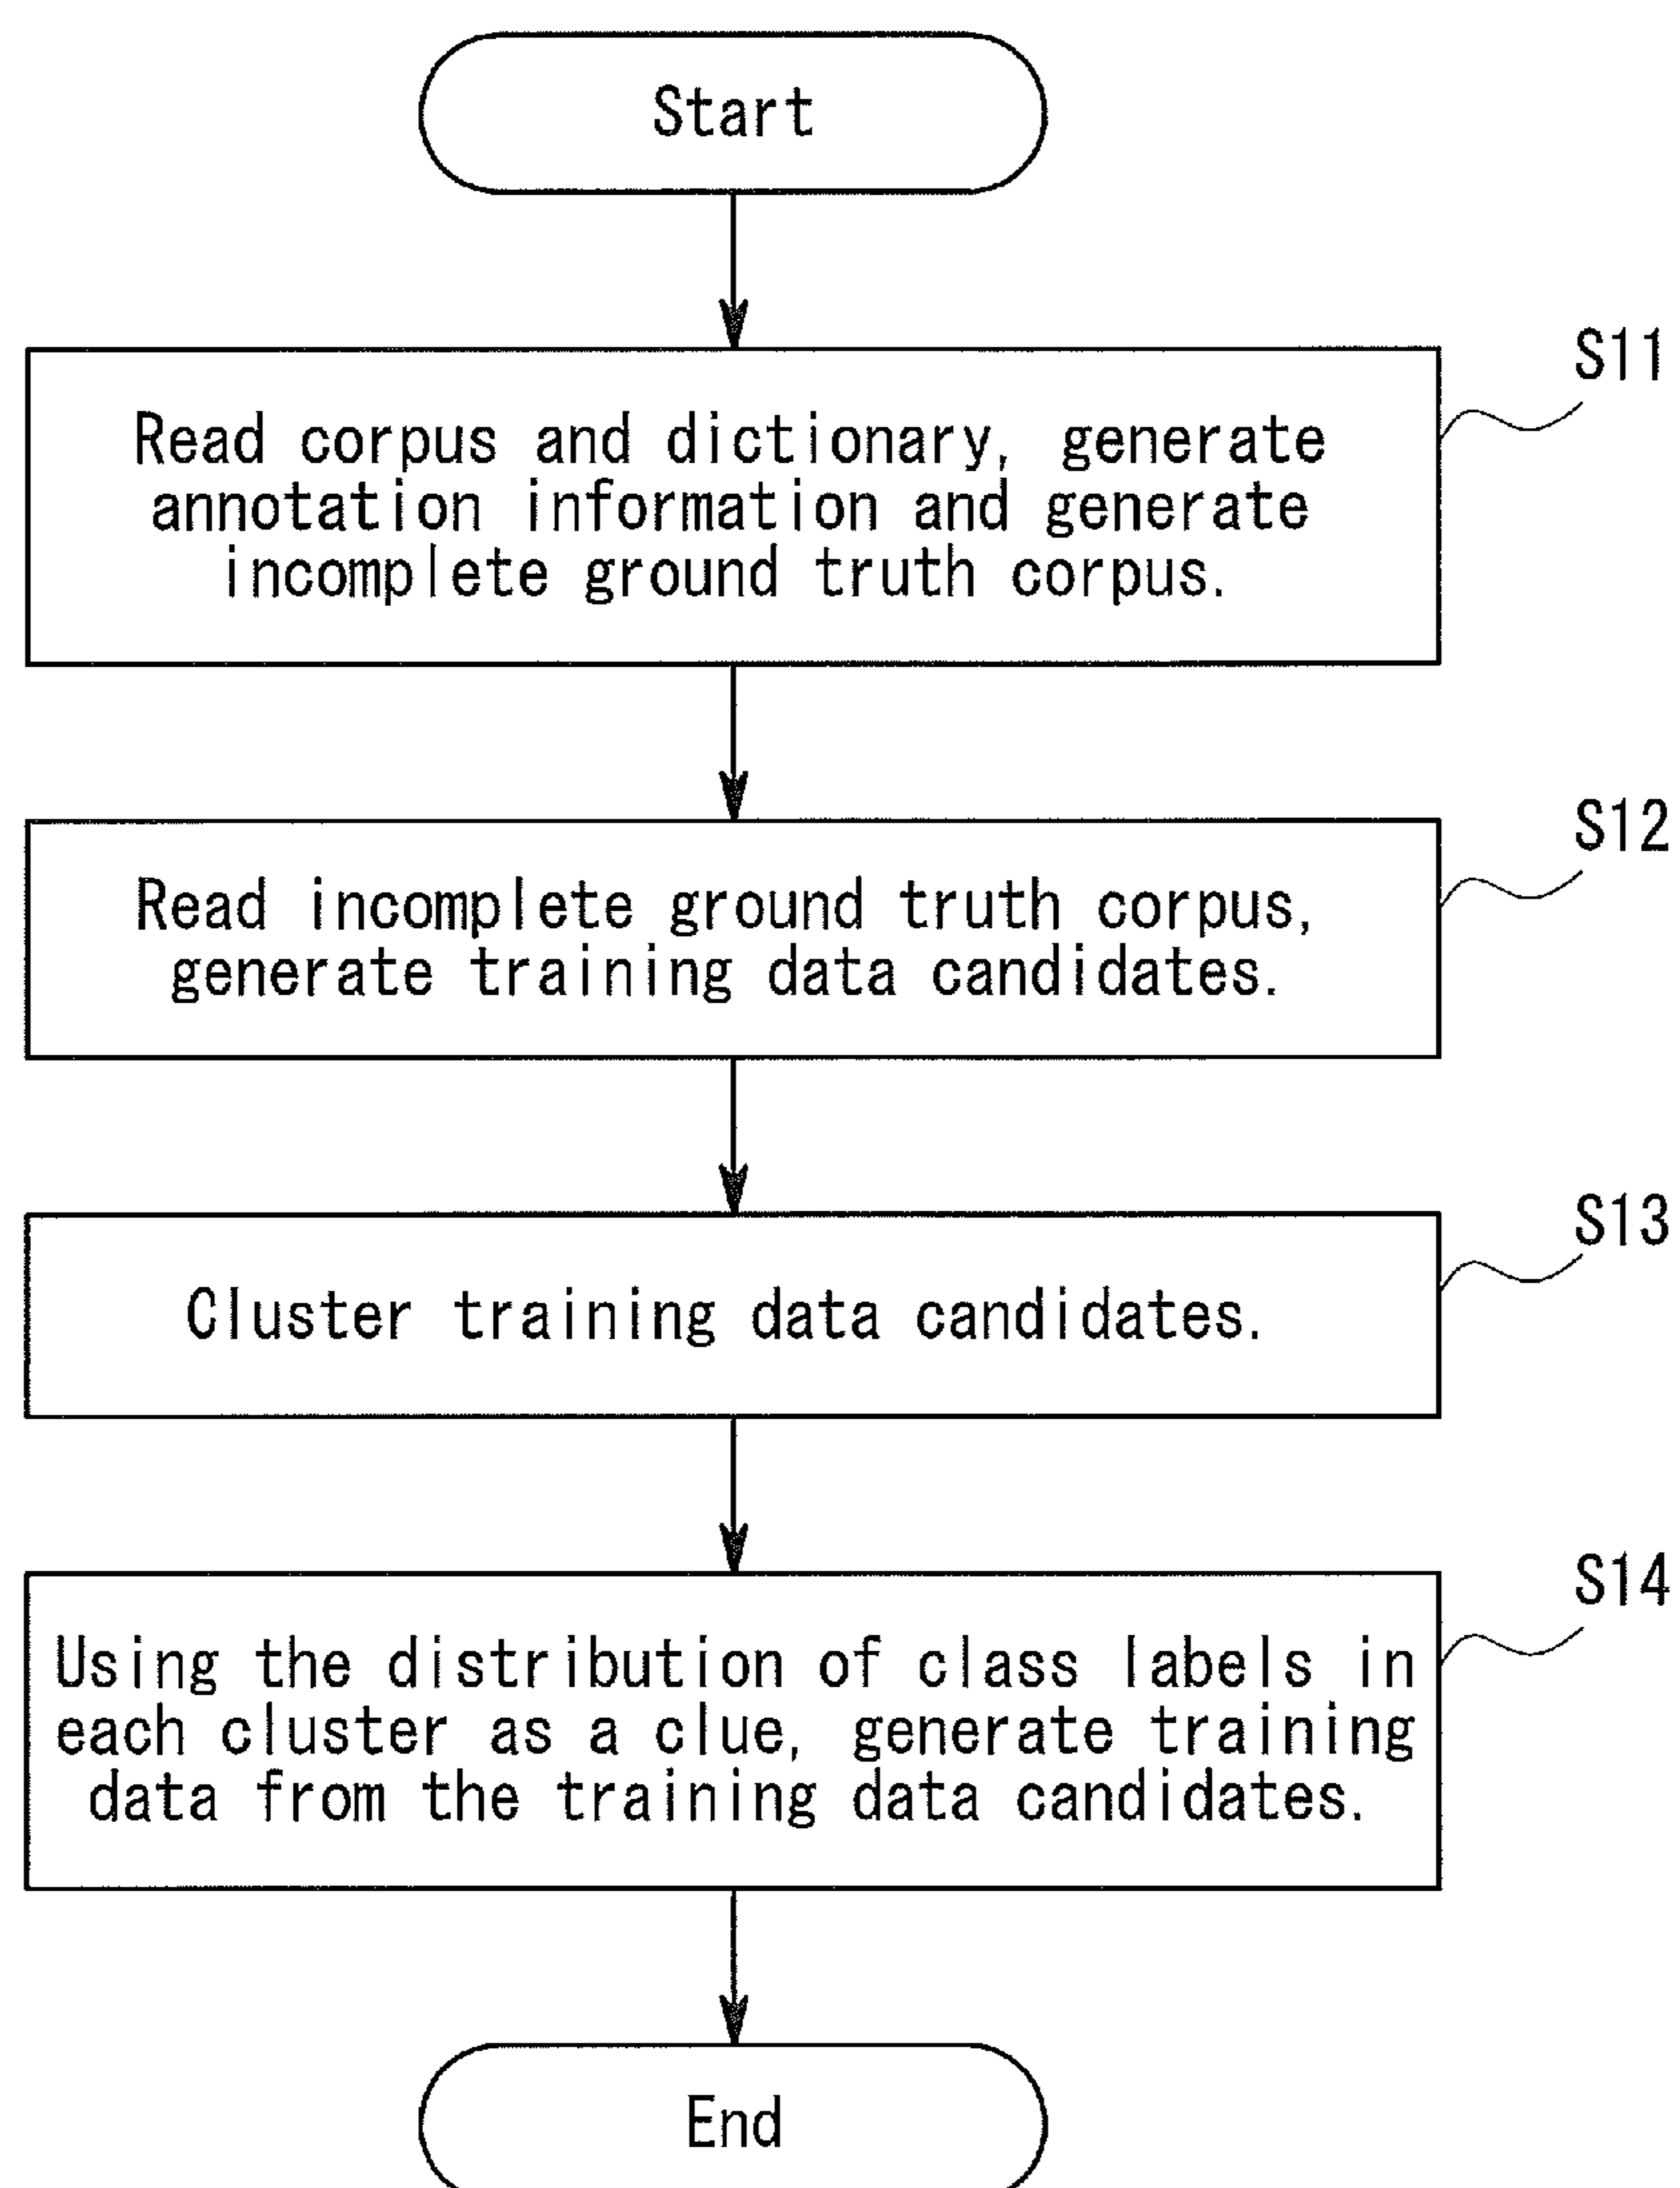 Start
S11
Read corpus and dictionary, generate
annotation information and generate
incomplete ground truth corpus.
S12
Read incomplete ground truth corpus,
generate training data candidates.
S13
Cluster training data candidates.
S14
Using the distribution of class labels in
each cluster as a clue, generate training
data from the training data candidates.
End